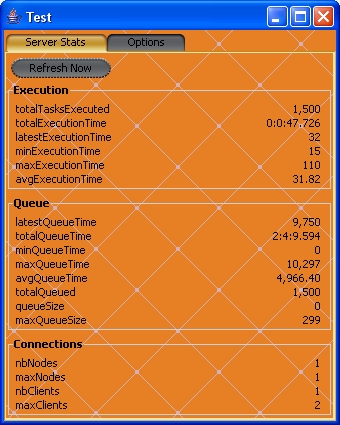 Test
Server Stats Options
Refresh Now
Execution
totalTasksExecuted 1,500
totalExecutionTime 0:0:47.726
latestExecutionTime 32
minExecutionTime 15
maxExecutionTime 110
avgExecutionTime 31.82
Queue
latestQueueTime 9,750
totalQueueTime 2:4:9.594
minQueueTime 0
maxQueueTime 10,297
avgQueueTime 4,966.40
totalQueued 1,500
queueSize 0
maxQueueSize 299
Connections
nbNodes 1
maxNodes 1
nbClients 1
maxClients 2